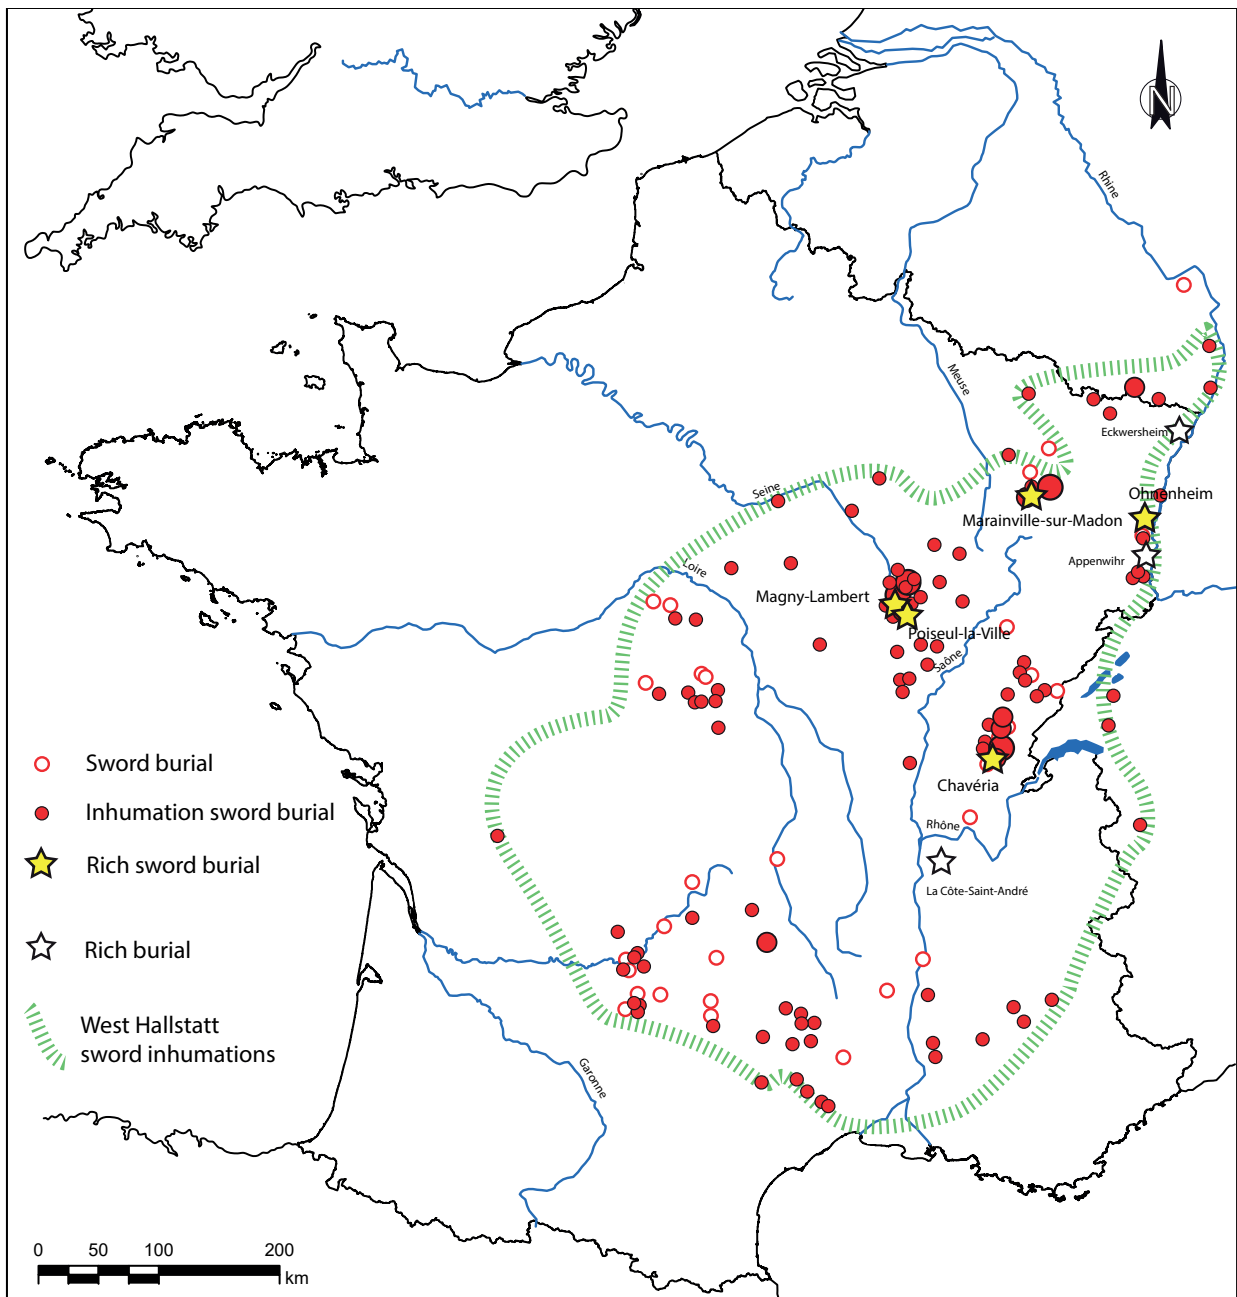 N
Rhine
Meuse
Eckwersheim
Seine
Ohnenheim
Marainville-sur-Madon
Appenwihr
Loire
Magny-Lambert
Poiseul-la-Ville
Saône
Chavéria
Rhône
La Côte-Saint-André
Garonne
Sword burial
Inhumation sword burial
Rich sword burial
Rich burial
West Hallstatt
sword inhumations
0 50 100 200
km